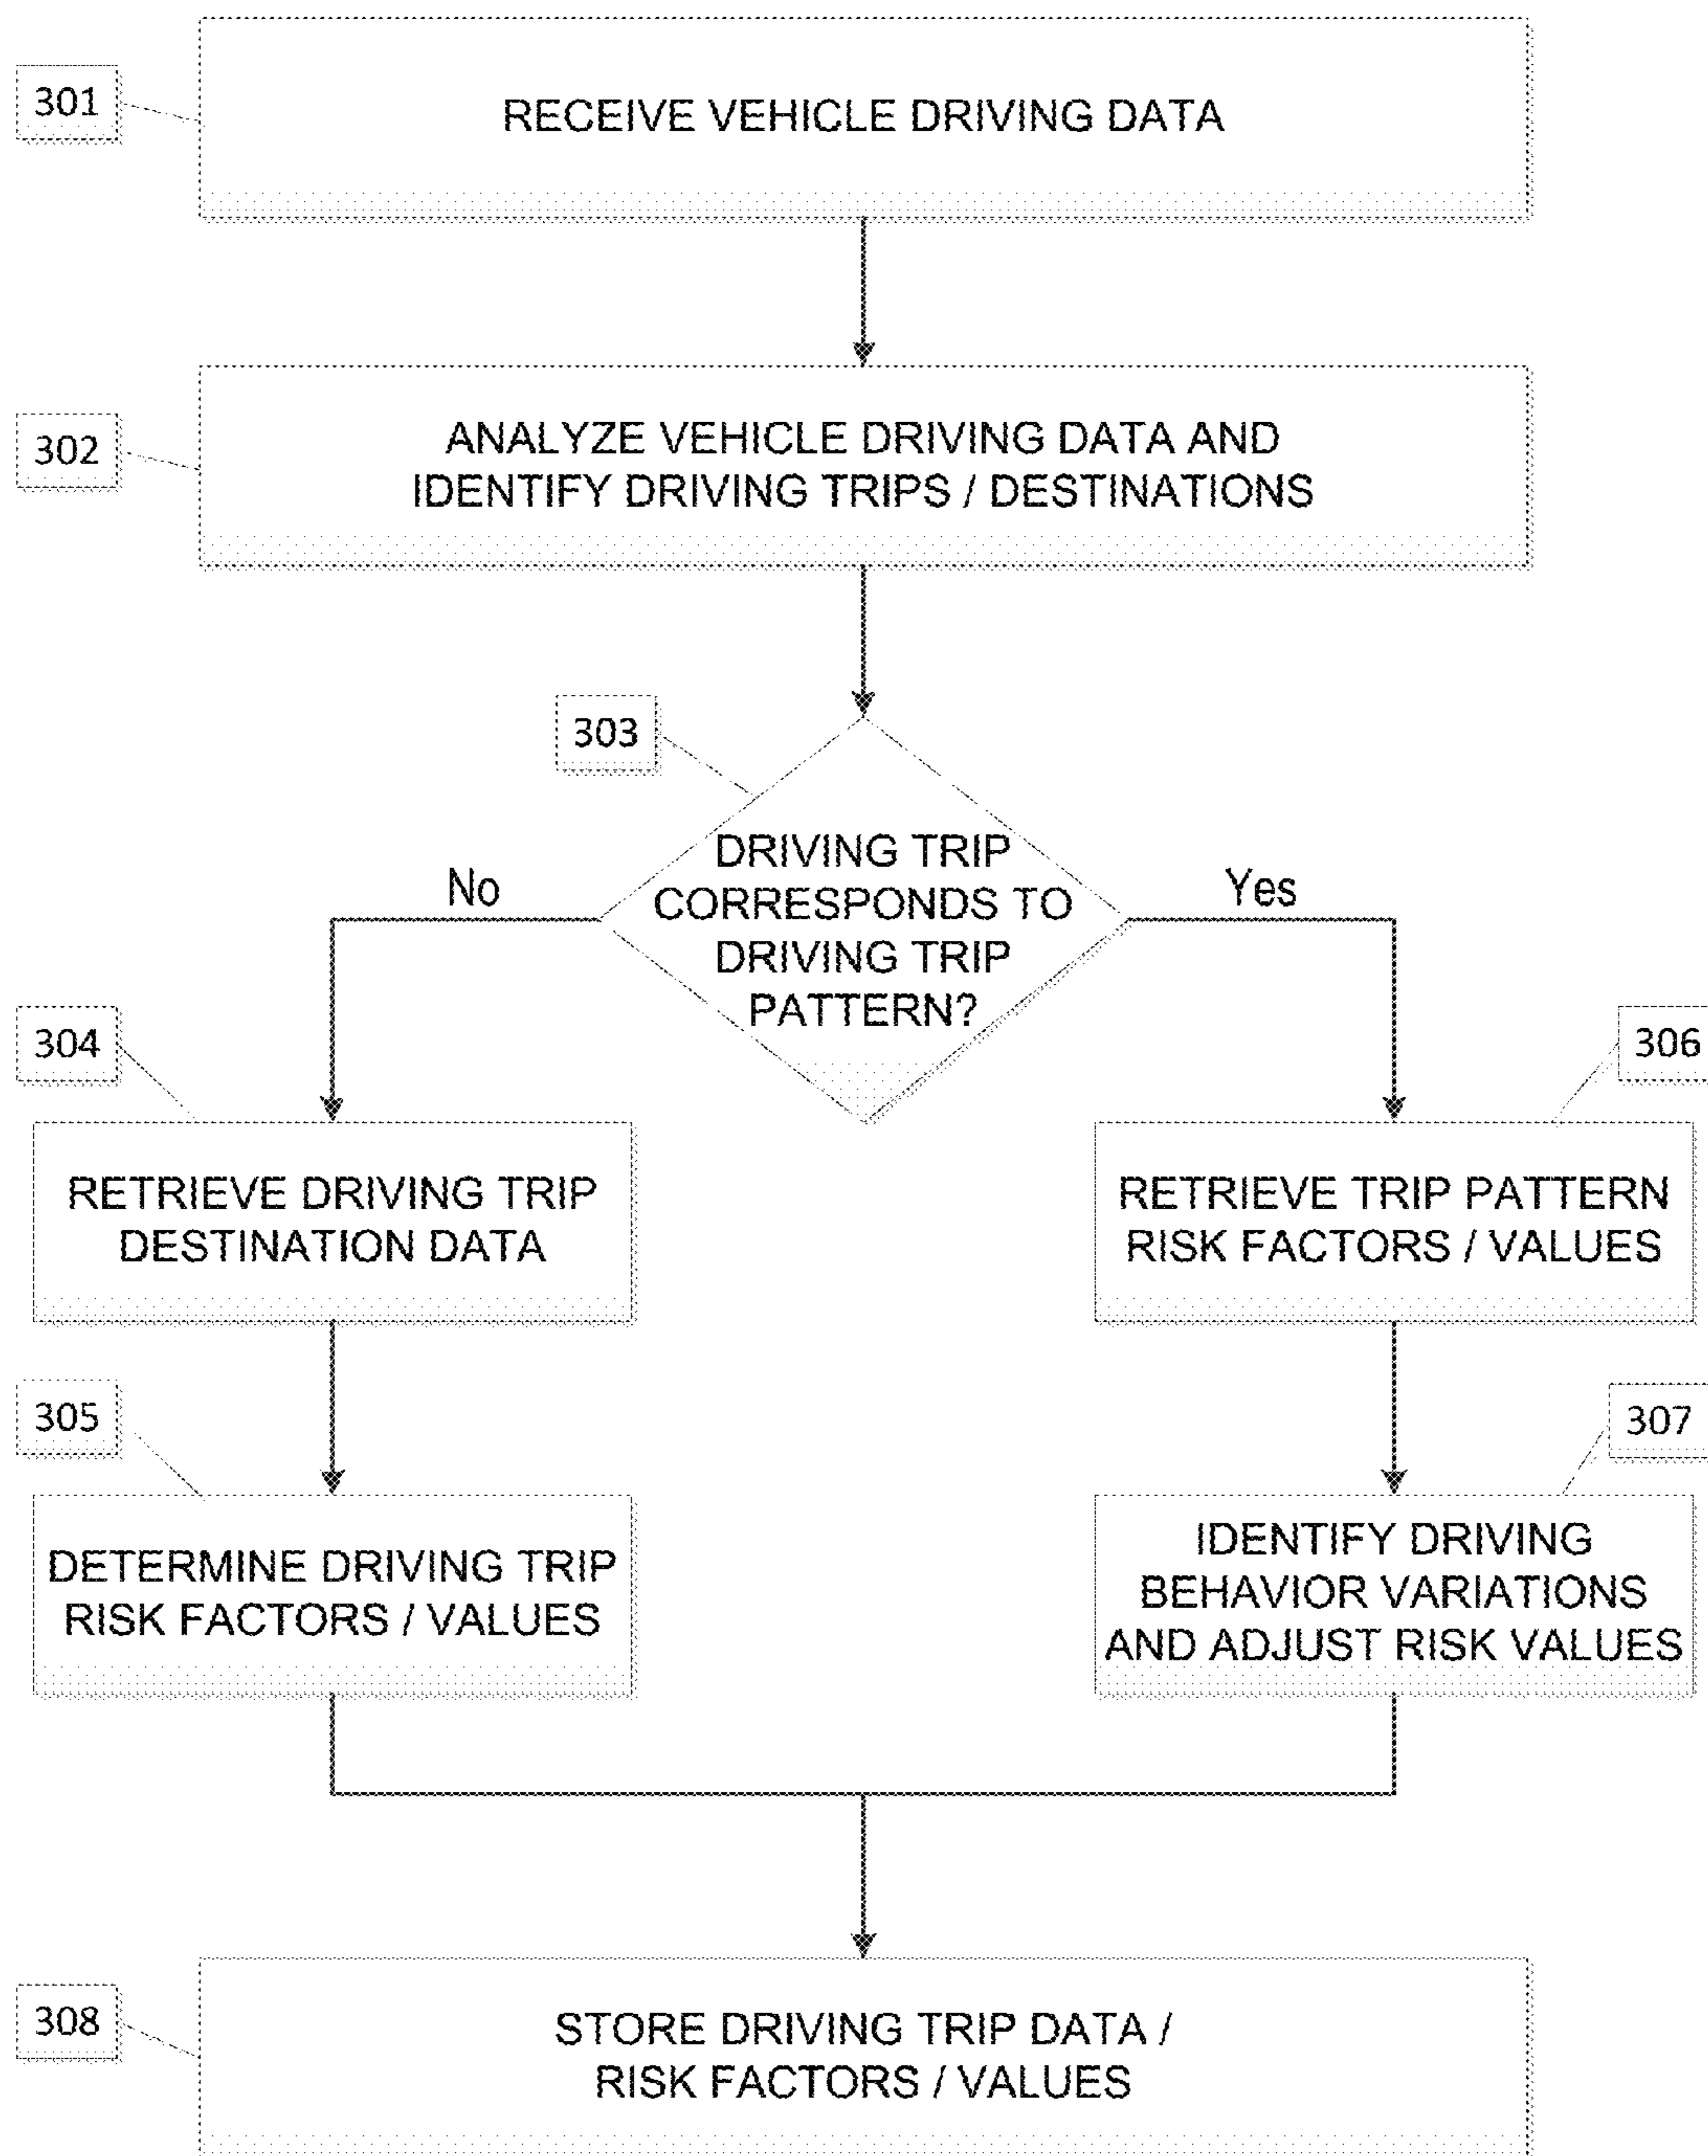 301
RECEIVE VEHICLE DRIVING DATA
302
ANALYZE VEHICLE DRIVING DATA AND
IDENTIFY DRIVING TRIPS / DESTINATIONS
303
DRIVING TRIP
CORRESPONDS TO
DRIVING TRIP
PATTERN?
No
Yes
304
RETRIEVE DRIVING TRIP
DESTINATION DATA
306
RETRIEVE TRIP PATTERN
RISK FACTORS / VALUES
305
DETERMINE DRIVING TRIP
RISK FACTORS / VALUES
307
IDENTIFY DRIVING
BEHAVIOR VARIATIONS
AND ADJUST RISK VALUES
308
STORE DRIVING TRIP DATA /
RISK FACTORS / VALUES